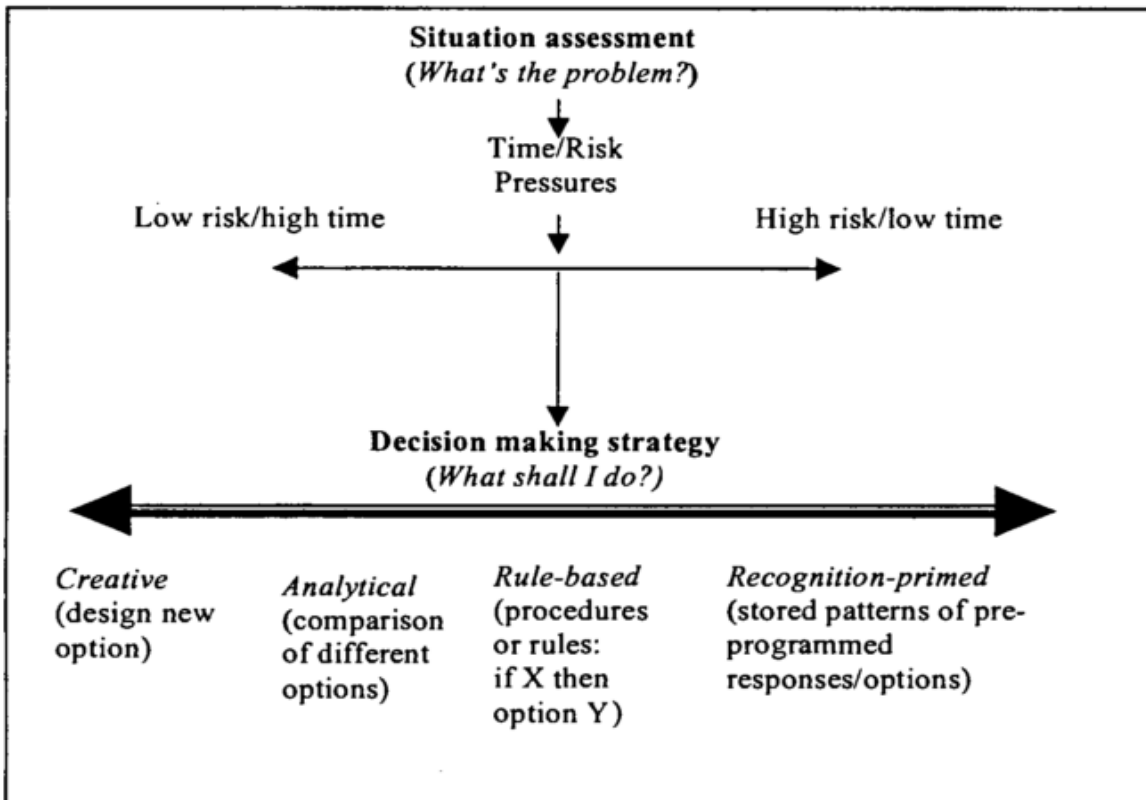 Situation assessment
(What's the problem?)
Time/Risk
Pressures
Low risk/high time
High risk/low time
Decision making strategy
(What shall I do?)
Creative
(design new
option)
Analytical
(comparison
of different
options)
Rule-based
(procedures
or rules:
if X then
option Y)
Recognition-primed
(stored patterns of pre-
programmed
responses/options)